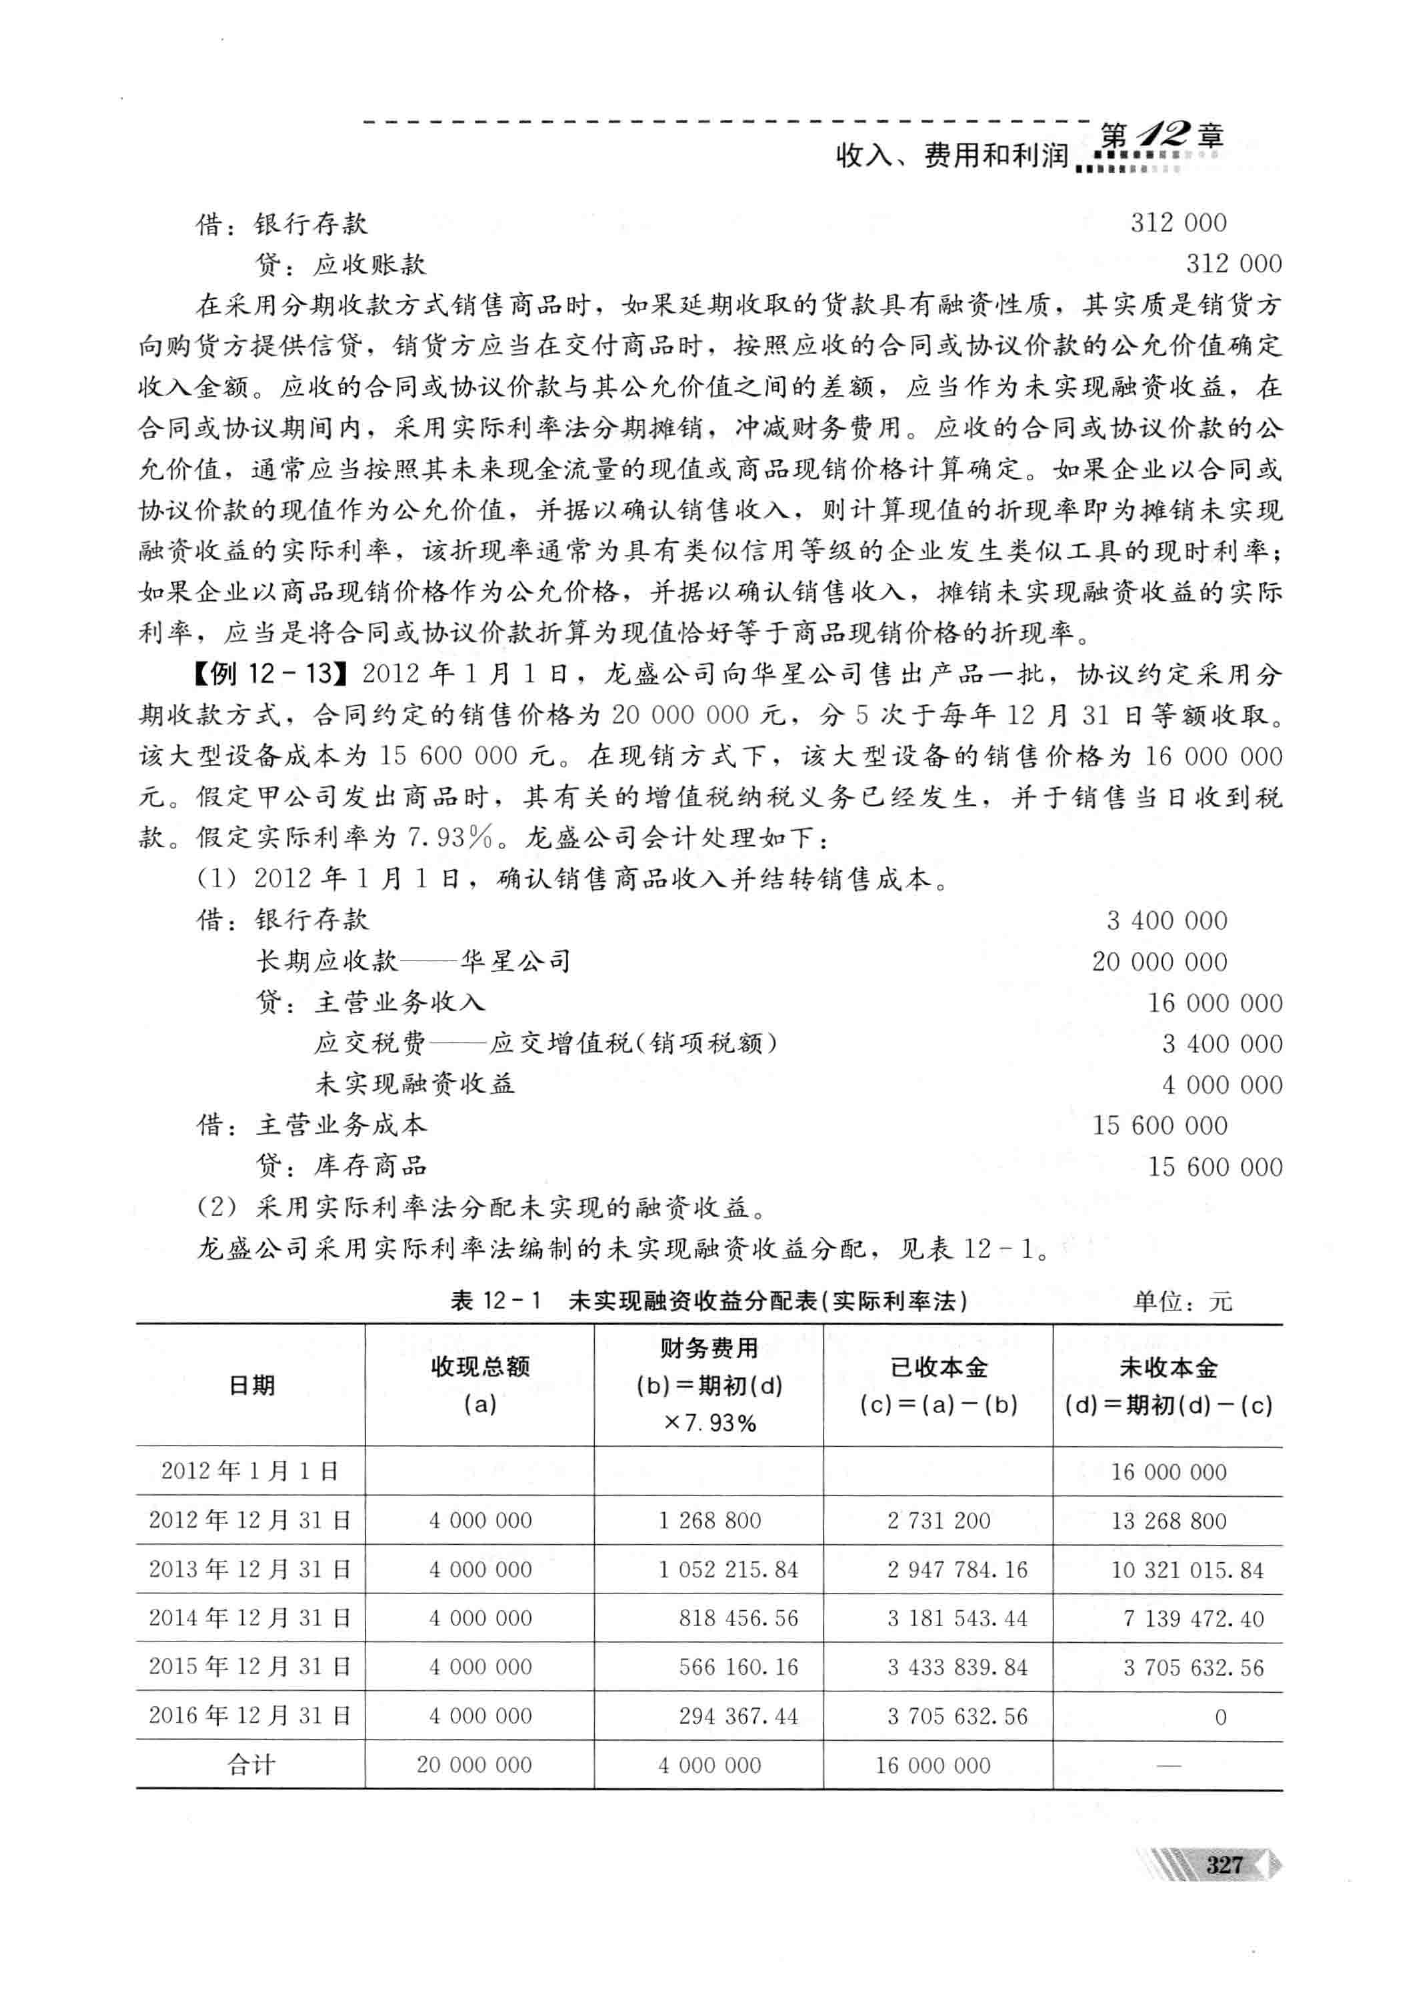 第12章
收入、费用和利润
借：银行存款 312 000
贷：应收账款 312 000
在采用分期收款方式销售商品时，如果延期收取的货款具有融资性质，其实质是销货方
向购货方提供信贷，销货方应当在交付商品时，按照应收的合同或协议价款的公允价值确定
收入金额。应收的合同或协议价款与其公允价值之间的差额，应当作为未实现融资收益，在
合同或协议期间内，采用实际利率法分期摊销，冲减财务费用。应收的合同或协议价款的公
允价值，通常应当按照其未来现金流量的现值或商品现销价格计算确定。如果企业以合同或
协议价款的现值作为公允价值，并据以确认销售收入，则计算现值的折现率即为摊销未实现
融资收益的实际利率，该折现率通常为具有类似信用等级的企业发生类似工具的现时利率；
如果企业以商品现销价格作为公允价格，并据以确认销售收入，摊销未实现融资收益的实际
利率，应当是将合同或协议价款折算为现值恰好等于商品现销价格的折现率。
【例 12-13】2012 年 1 月 1 日，龙盛公司向华星公司售出产品一批，协议约定采用分
期收款方式，合同约定的销售价格为 20 000 000 元，分 5 次于每年 12 月 31 日等额收取。
该大型设备成本为 15 600 000 元。在现销方式下，该大型设备的销售价格为 16 000 000
元。假定甲公司发出商品时，其有关的增值税纳税义务已经发生，并于销售当日收到税
款。假定实际利率为 7.93%。龙盛公司会计处理如下：
（1）2012 年 1 月 1 日，确认销售商品收入并结转销售成本。
借：银行存款 3 400 000
长期应收款——华星公司 20 000 000
贷：主营业务收入 16 000 000
应交税费——应交增值税(销项税额) 3 400 000
未实现融资收益 4 000 000
借：主营业务成本 15 600 000
贷：库存商品 15 600 000
（2）采用实际利率法分配未实现的融资收益。
龙盛公司采用实际利率法编制的未实现融资收益分配，见表 12-1。
表 12-1 未实现融资收益分配表(实际利率法) 单位：元
日期 收现总额 (a) 财务费用 (b)＝期初(d) ×7.93% 已收本金 (c)＝(a)－(b) 未收本金 (d)＝期初(d)－(c)
2012 年 1 月 1 日 16 000 000
2012 年 12 月 31 日 4 000 000 1 268 800 2 731 200 13 268 800
2013 年 12 月 31 日 4 000 000 1 052 215.84 2 947 784.16 10 321 015.84
2014 年 12 月 31 日 4 000 000 818 456.56 3 181 543.44 7 139 472.40
2015 年 12 月 31 日 4 000 000 566 160.16 3 433 839.84 3 705 632.56
2016 年 12 月 31 日 4 000 000 294 367.44 3 705 632.56 0
合计 20 000 000 4 000 000 16 000 000 —
327